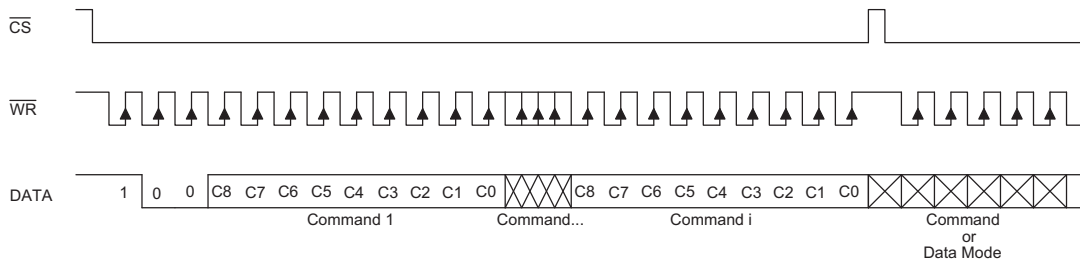 CS
WR
DATA 1 0 0 C8 C7 C6 C5 C4 C3 C2 C1 C0 C8 C7 C6 C5 C4 C3 C2 C1 C0
Command 1 Command... Command i Command
or
Data Mode